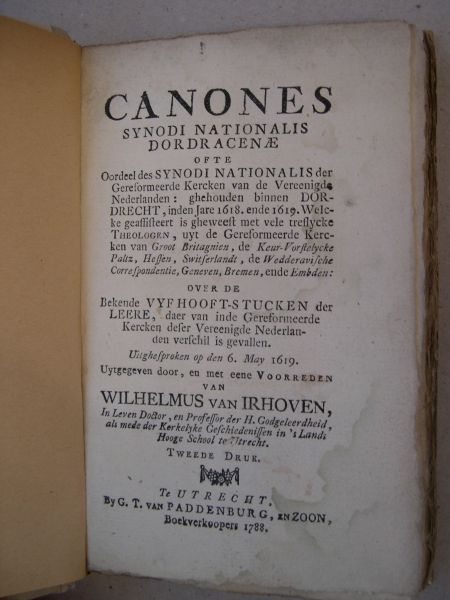 CANONES
SYNODI NATIONALIS
DORDRACENÆ
OFTE
Oordeel des SYNODI NATIONALIS der
Gereformeerde Kercken van de Vereenigde
Nederlanden: ghehouden binnen DOR-
DRECHT, inden Jare 1618. ende 1619. Welc-
ke geaſſiſteert is gheweeſt met vele treſlycke
THEOLOGEN, uyt de Gereformeerde Kerc-
ken van Groot Britagnien, de Keur-Vorſtelycke
Paltz, Heſſen, Switſerlandt, de Wedderaviſche
Correſpondentie, Geneven, Bremen, ende Embden:
OVER DE
Bekende VYFHOOFT-STUCKEN der
LEERE, daer van inde Gereformeerde
Kercken deſer Vereenigde Nederlan-
den verſchil is gevallen.
Uitgheſproken op den 6. May 1619.
Uytgegeven door, en met eene VOORREDEN
VAN
WILHELMUS VAN IRHOVEN,
In Leven Doctor, en Profeſſor der H. Godgeleerdheid,
als mede der Kerkelyke Geſchiedeniſſen in 's Lands
Hooge School te Utrecht.
TWEEDE DRUK.
Te UTRECHT.
By G. T. VAN PADDENBURG, EN ZOON,
Boekverkoopers 1788.